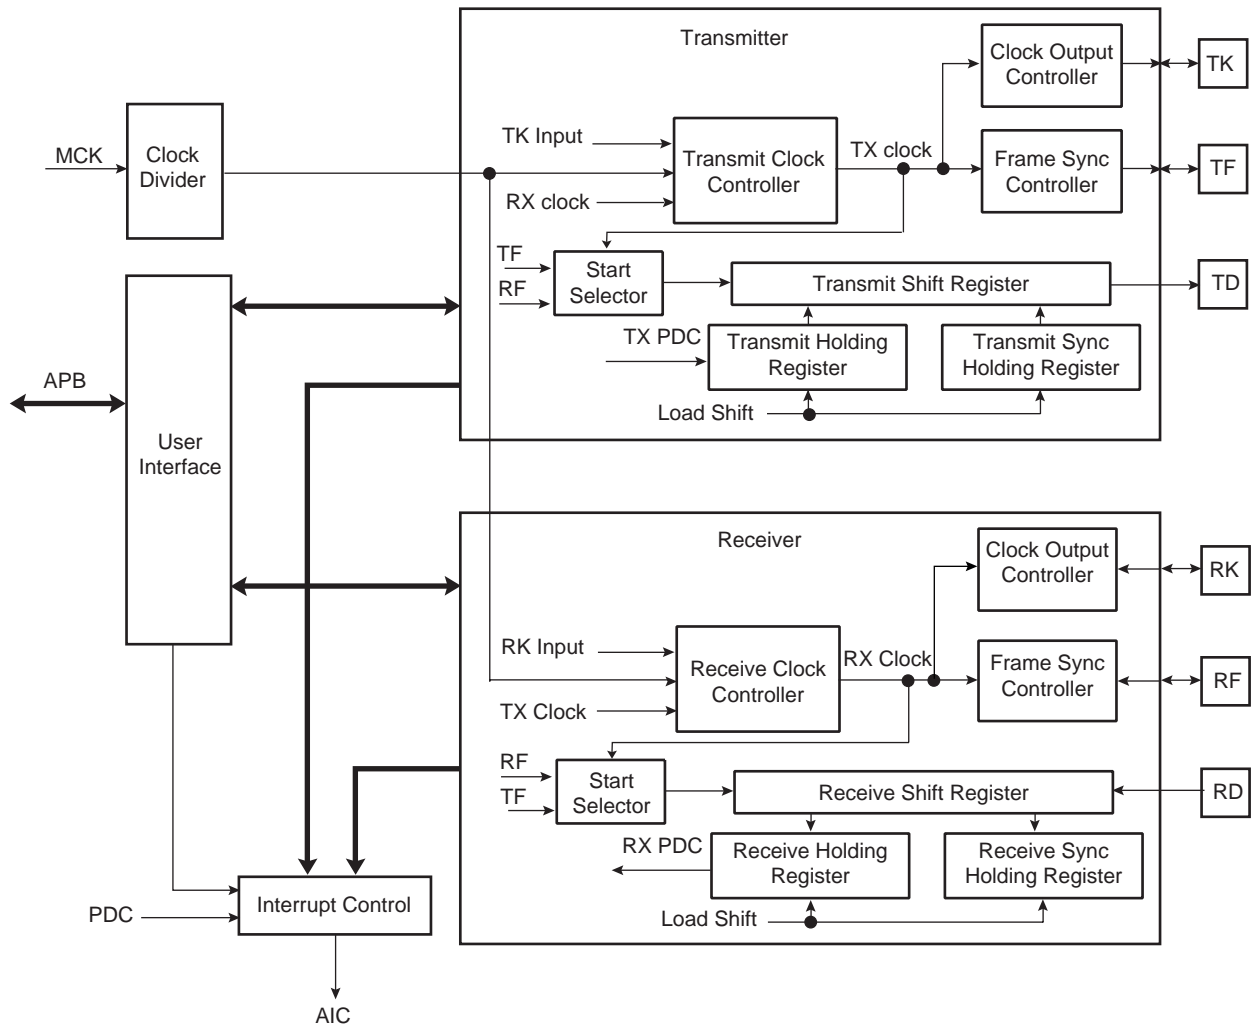 Transmitter
Clock Output
Controller
TK
MCK
Clock
Divider
TK Input
Transmit Clock
Controller
RX clock
TX clock
Frame Sync
Controller
TF
TF
RF
Start
Selector
Transmit Shift Register
TD
TX PDC
Transmit Holding
Register
Transmit Sync
Holding Register
Load Shift
APB
User
Interface
Receiver
Clock Output
Controller
RK
RK Input
Receive Clock
Controller
TX Clock
RX Clock
Frame Sync
Controller
RF
RF
TF
Start
Selector
Receive Shift Register
RD
RX PDC
Receive Holding
Register
Receive Sync
Holding Register
Load Shift
PDC
Interrupt Control
AIC